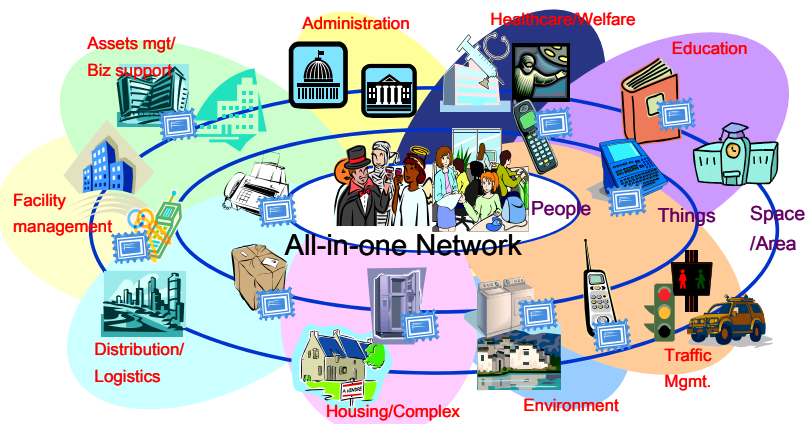 Administration
Healthcare/Welfare
Assets mgt/
Biz support
Education
Facility
management
People
Things
Space
/Area
All-in-one Network
Distribution/
Logistics
Traffic
Mgmt.
A VENDRE
Housing/Complex
Environment